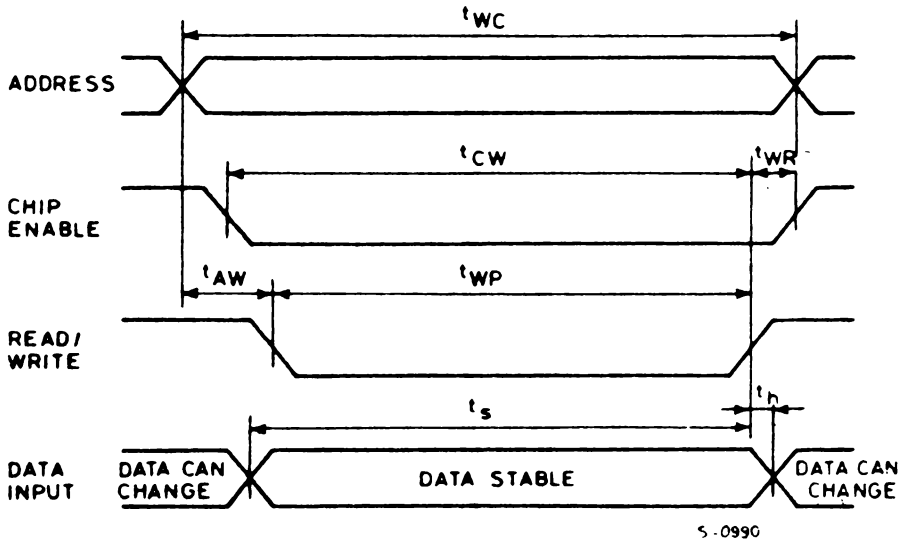 tWC
ADDRESS
tCW
tWR
CHIP
ENABLE
tAW
tWP
READ/
WRITE
ts
th
DATA
INPUT
DATA CAN
CHANGE
DATA STABLE
DATA CAN
CHANGE
S-0990